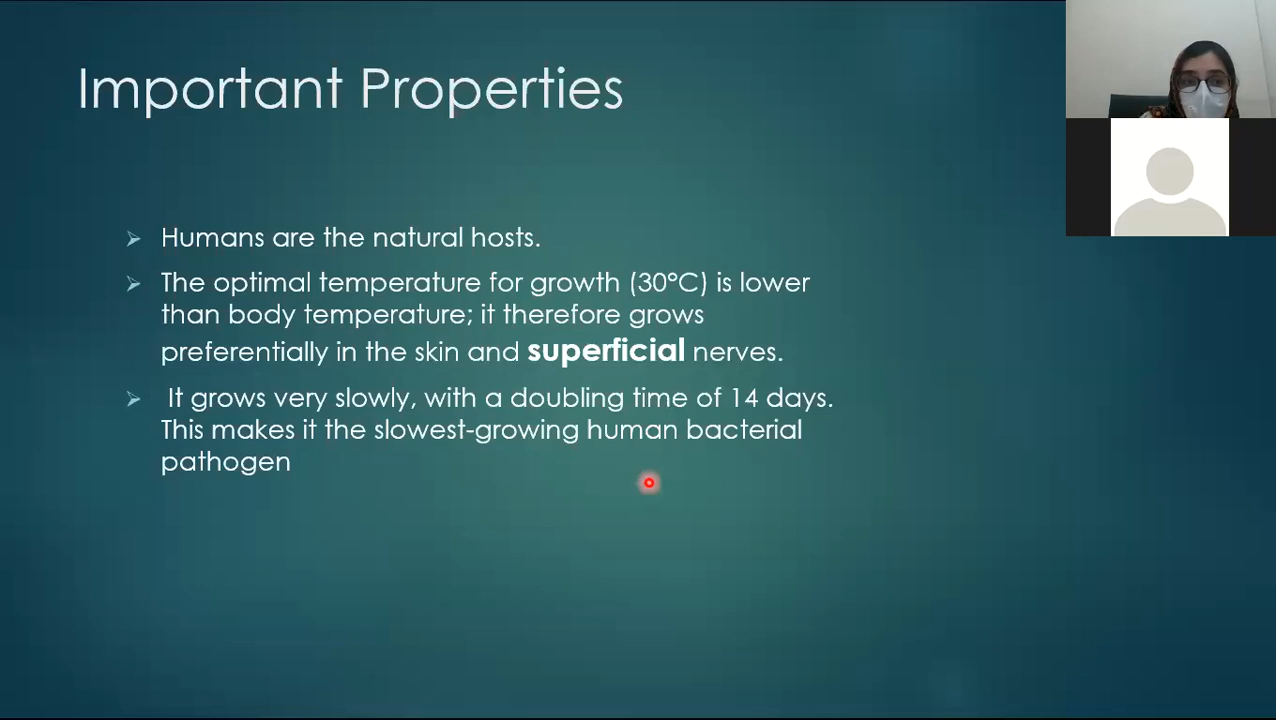 Important Properties
Humans are the natural hosts.
The optimal temperature for growth (30°C) is lower
than body temperature; it therefore grows
preferentially in the skin and superficial nerves.
It grows very slowly, with a doubling time of 14 days.
This makes it the slowest-growing human bacterial
pathogen